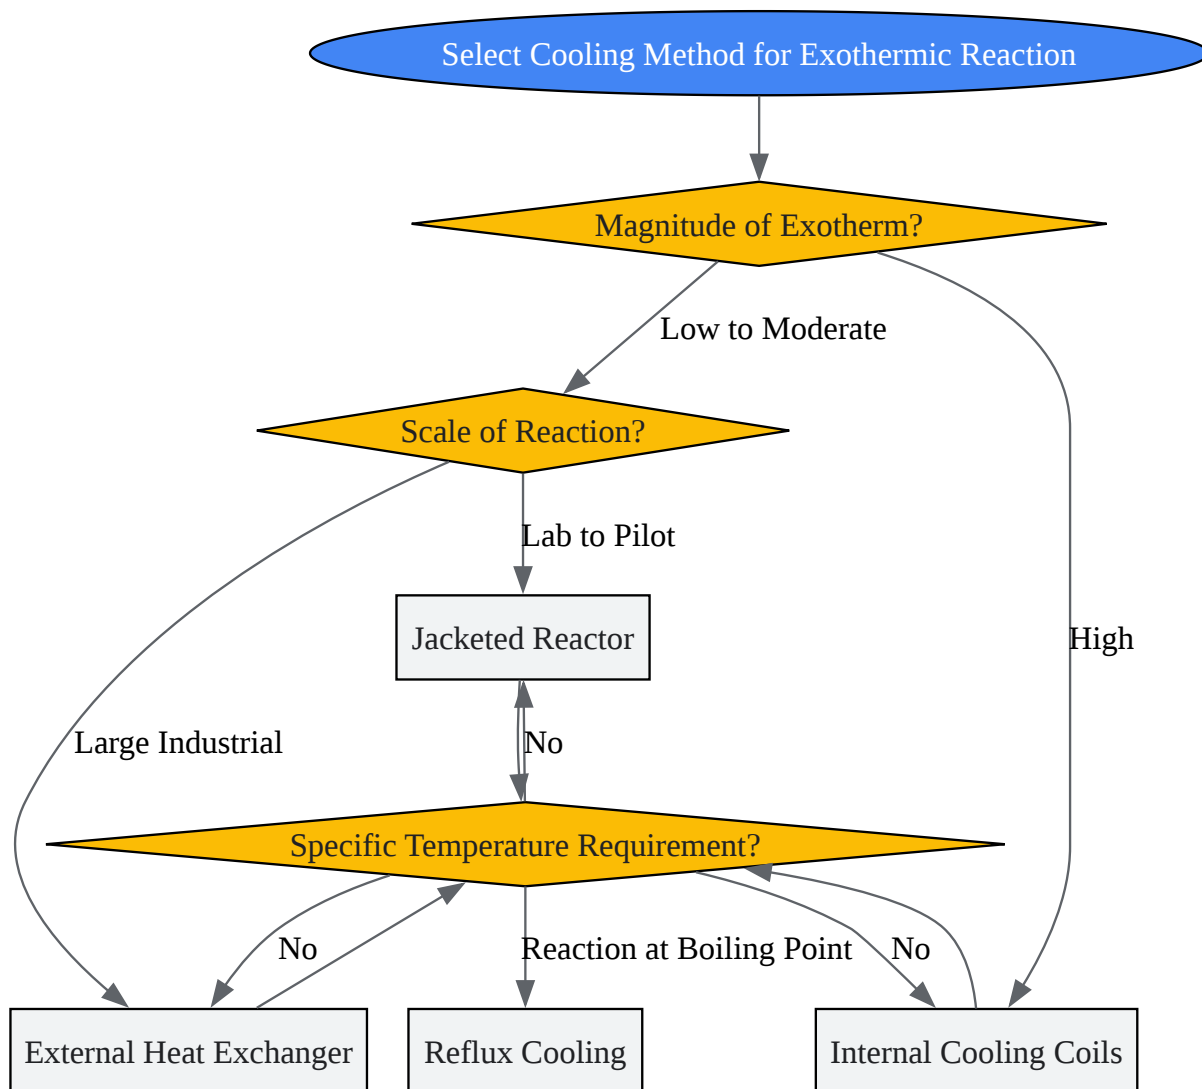 Select Cooling Method for Exothermic Reaction
Magnitude of Exotherm?
Low to Moderate
Scale of Reaction?
Lab to Pilot
Jacketed Reactor
High
Large Industrial
No
Specific Temperature Requirement?
No
Reaction at Boiling Point
No
External Heat Exchanger
Reflux Cooling
Internal Cooling Coils